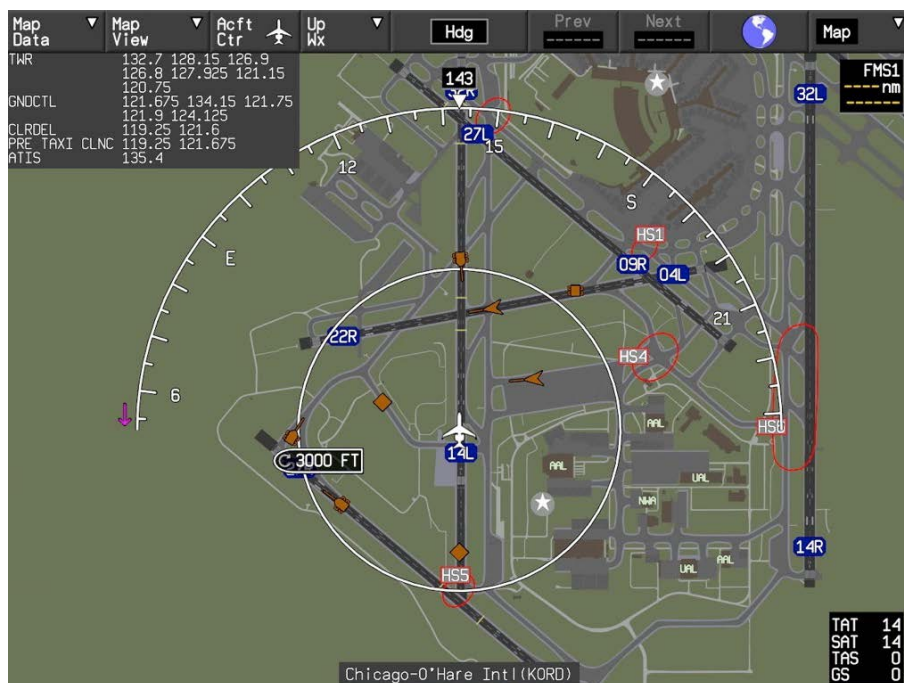 Map Data
Map View
Acft Ctr
Up Wx
Hdg
Prev
------
Next
------
Map
TWR 132.7 128.15 126.9
126.8 127.925 121.15
120.75
GNDCTL 121.675 134.15 121.75
121.9 124.125
CLRDEL 119.25 121.6
PRE TAXI CLNC 119.25 121.675
ATIS 135.4
FMS1
----nm
------
143
32R
32L
27L
15
12
S
E
HS1
09R
04L
21
22R
HS4
6
HS6
14L
3000 FT
AAL
AAL
UAL
NWA
14R
HS5
UAL
AAL
TAT 14
SAT 14
TAS 0
GS 0
Chicago-O'Hare Intl(KORD)